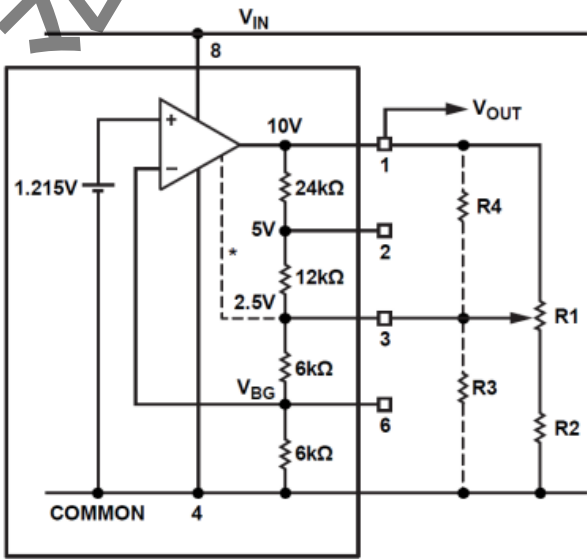 V_IN
8
V_OUT
10V
+
−
1
1.215V
24kΩ
R4
5V
2
*
12kΩ
2.5V
3
R1
6kΩ
V_BG
R3
6
R2
6kΩ
COMMON
4